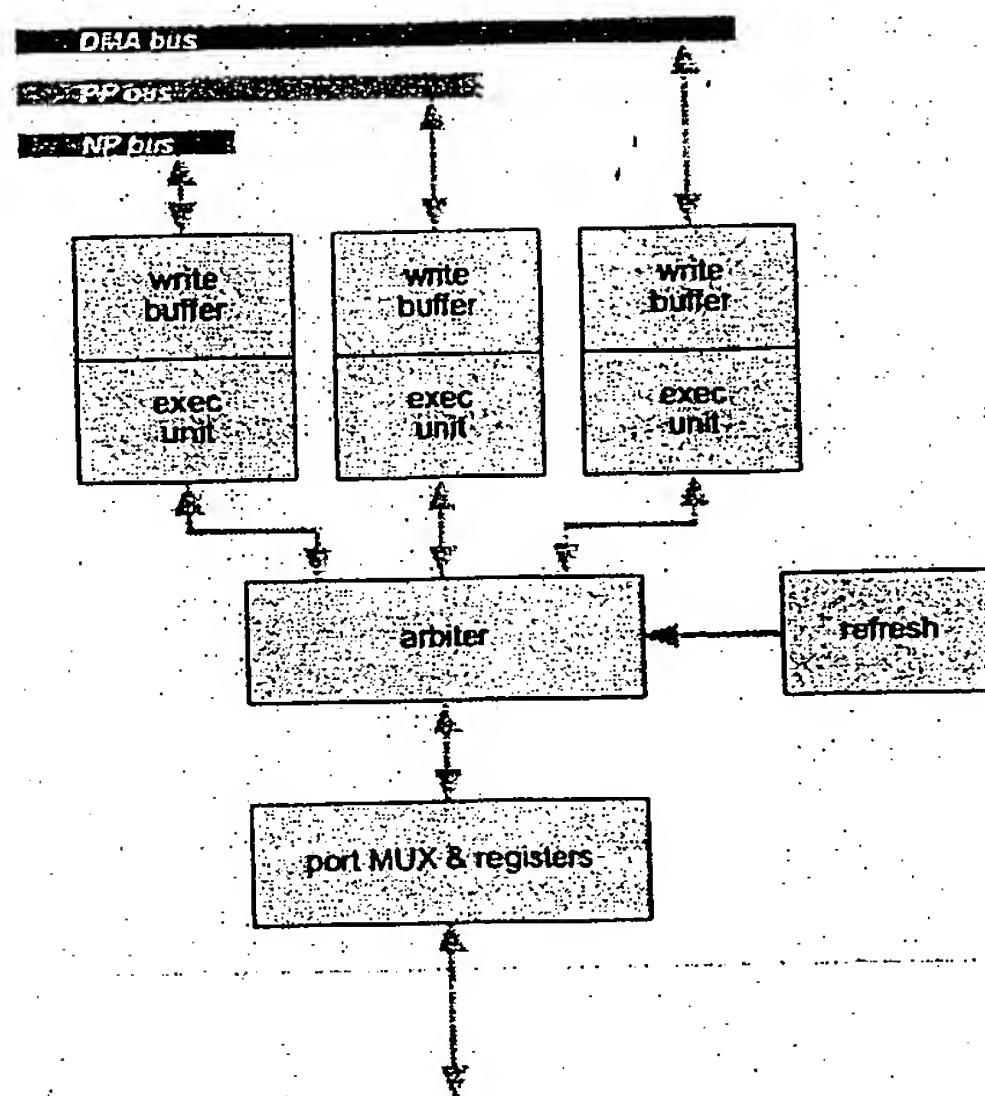 DMA bus
PP bus
NP bus
write
buffer
write
buffer
write
buffer
exec
unit
exec
unit
exec
unit
arbiter
refresh
port MUX & registers